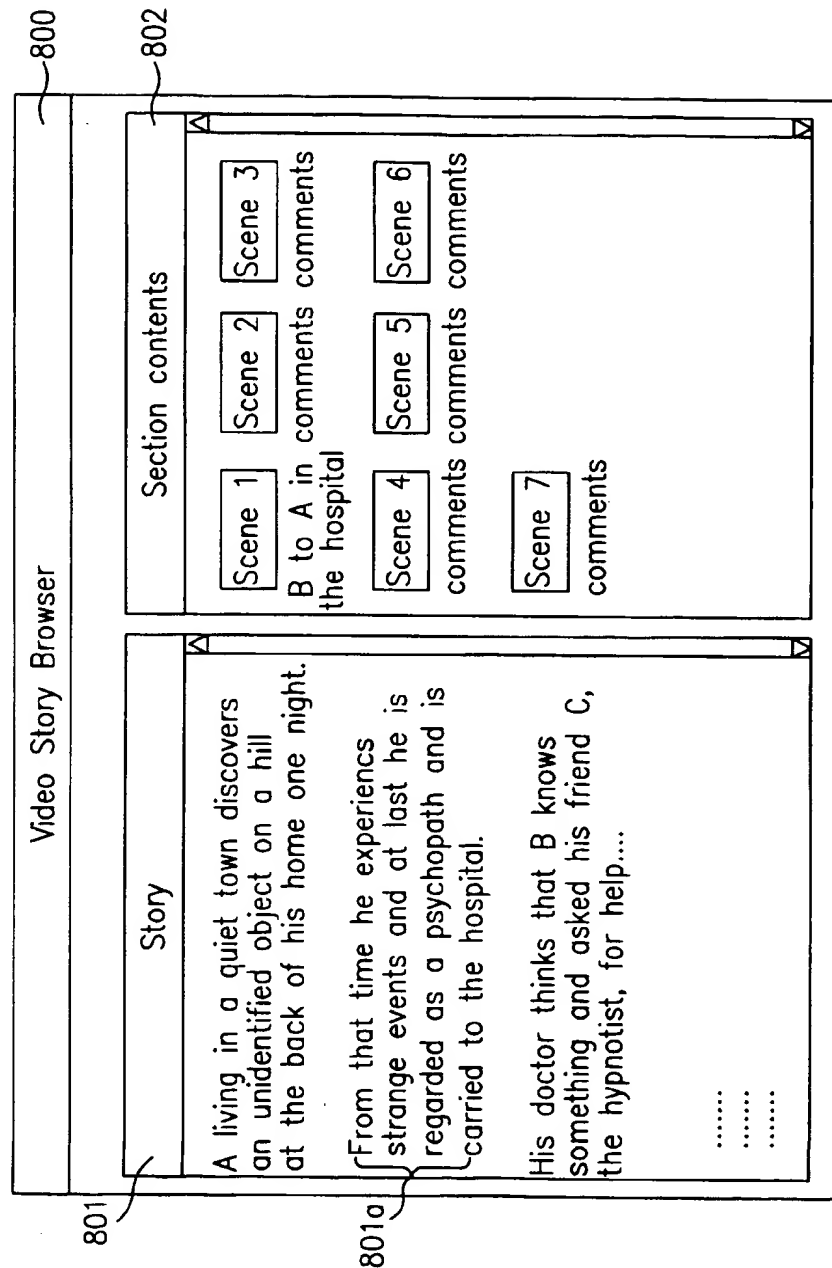 Video Story Browser
800
Story
801
A living in a quiet town discovers
an unidentified object on a hill
at the back of his home one night.
801a
From that time he experiencs
strange events and at last he is
regarded as a psychopath and is
carried to the hospital.
His doctor thinks that B knows
something and asked his friend C,
the hypnotist, for help....
.......
.......
.......
Section contents
802
Scene 1 Scene 2 Scene 3
B to A in comments comments
the hospital
Scene 4 Scene 5 Scene 6
comments comments comments
Scene 7
comments